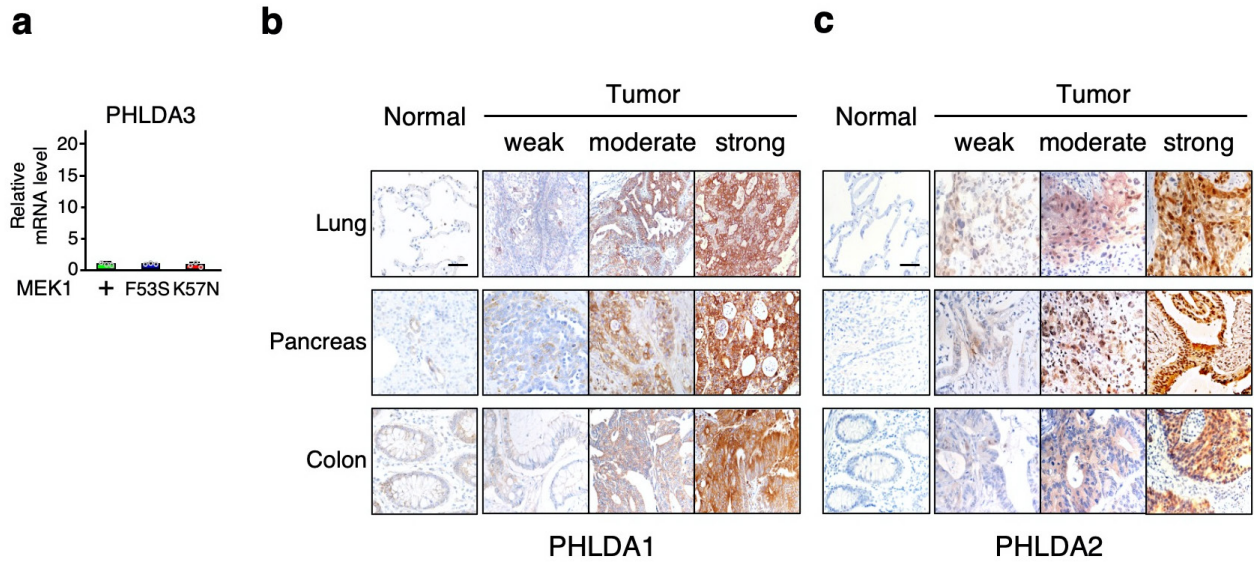 a
PHLDA3
Relative
mRNA level
20
15
10
5
0
MEK1 + F53S K57N
b
Normal
Tumor
weak moderate strong
Lung
Pancreas
Colon
PHLDA1
c
Normal
Tumor
weak moderate strong
PHLDA2